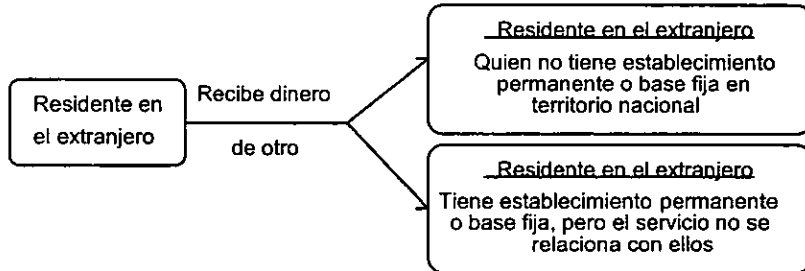 Residente en
el extranjero
Recibe dinero
de otro
Residente en el extranjero
Quien no tiene establecimiento
permanente o base fija en
territorio nacional
Residente en el extranjero
Tiene establecimiento permanente
o base fija, pero el servicio no se
relaciona con ellos